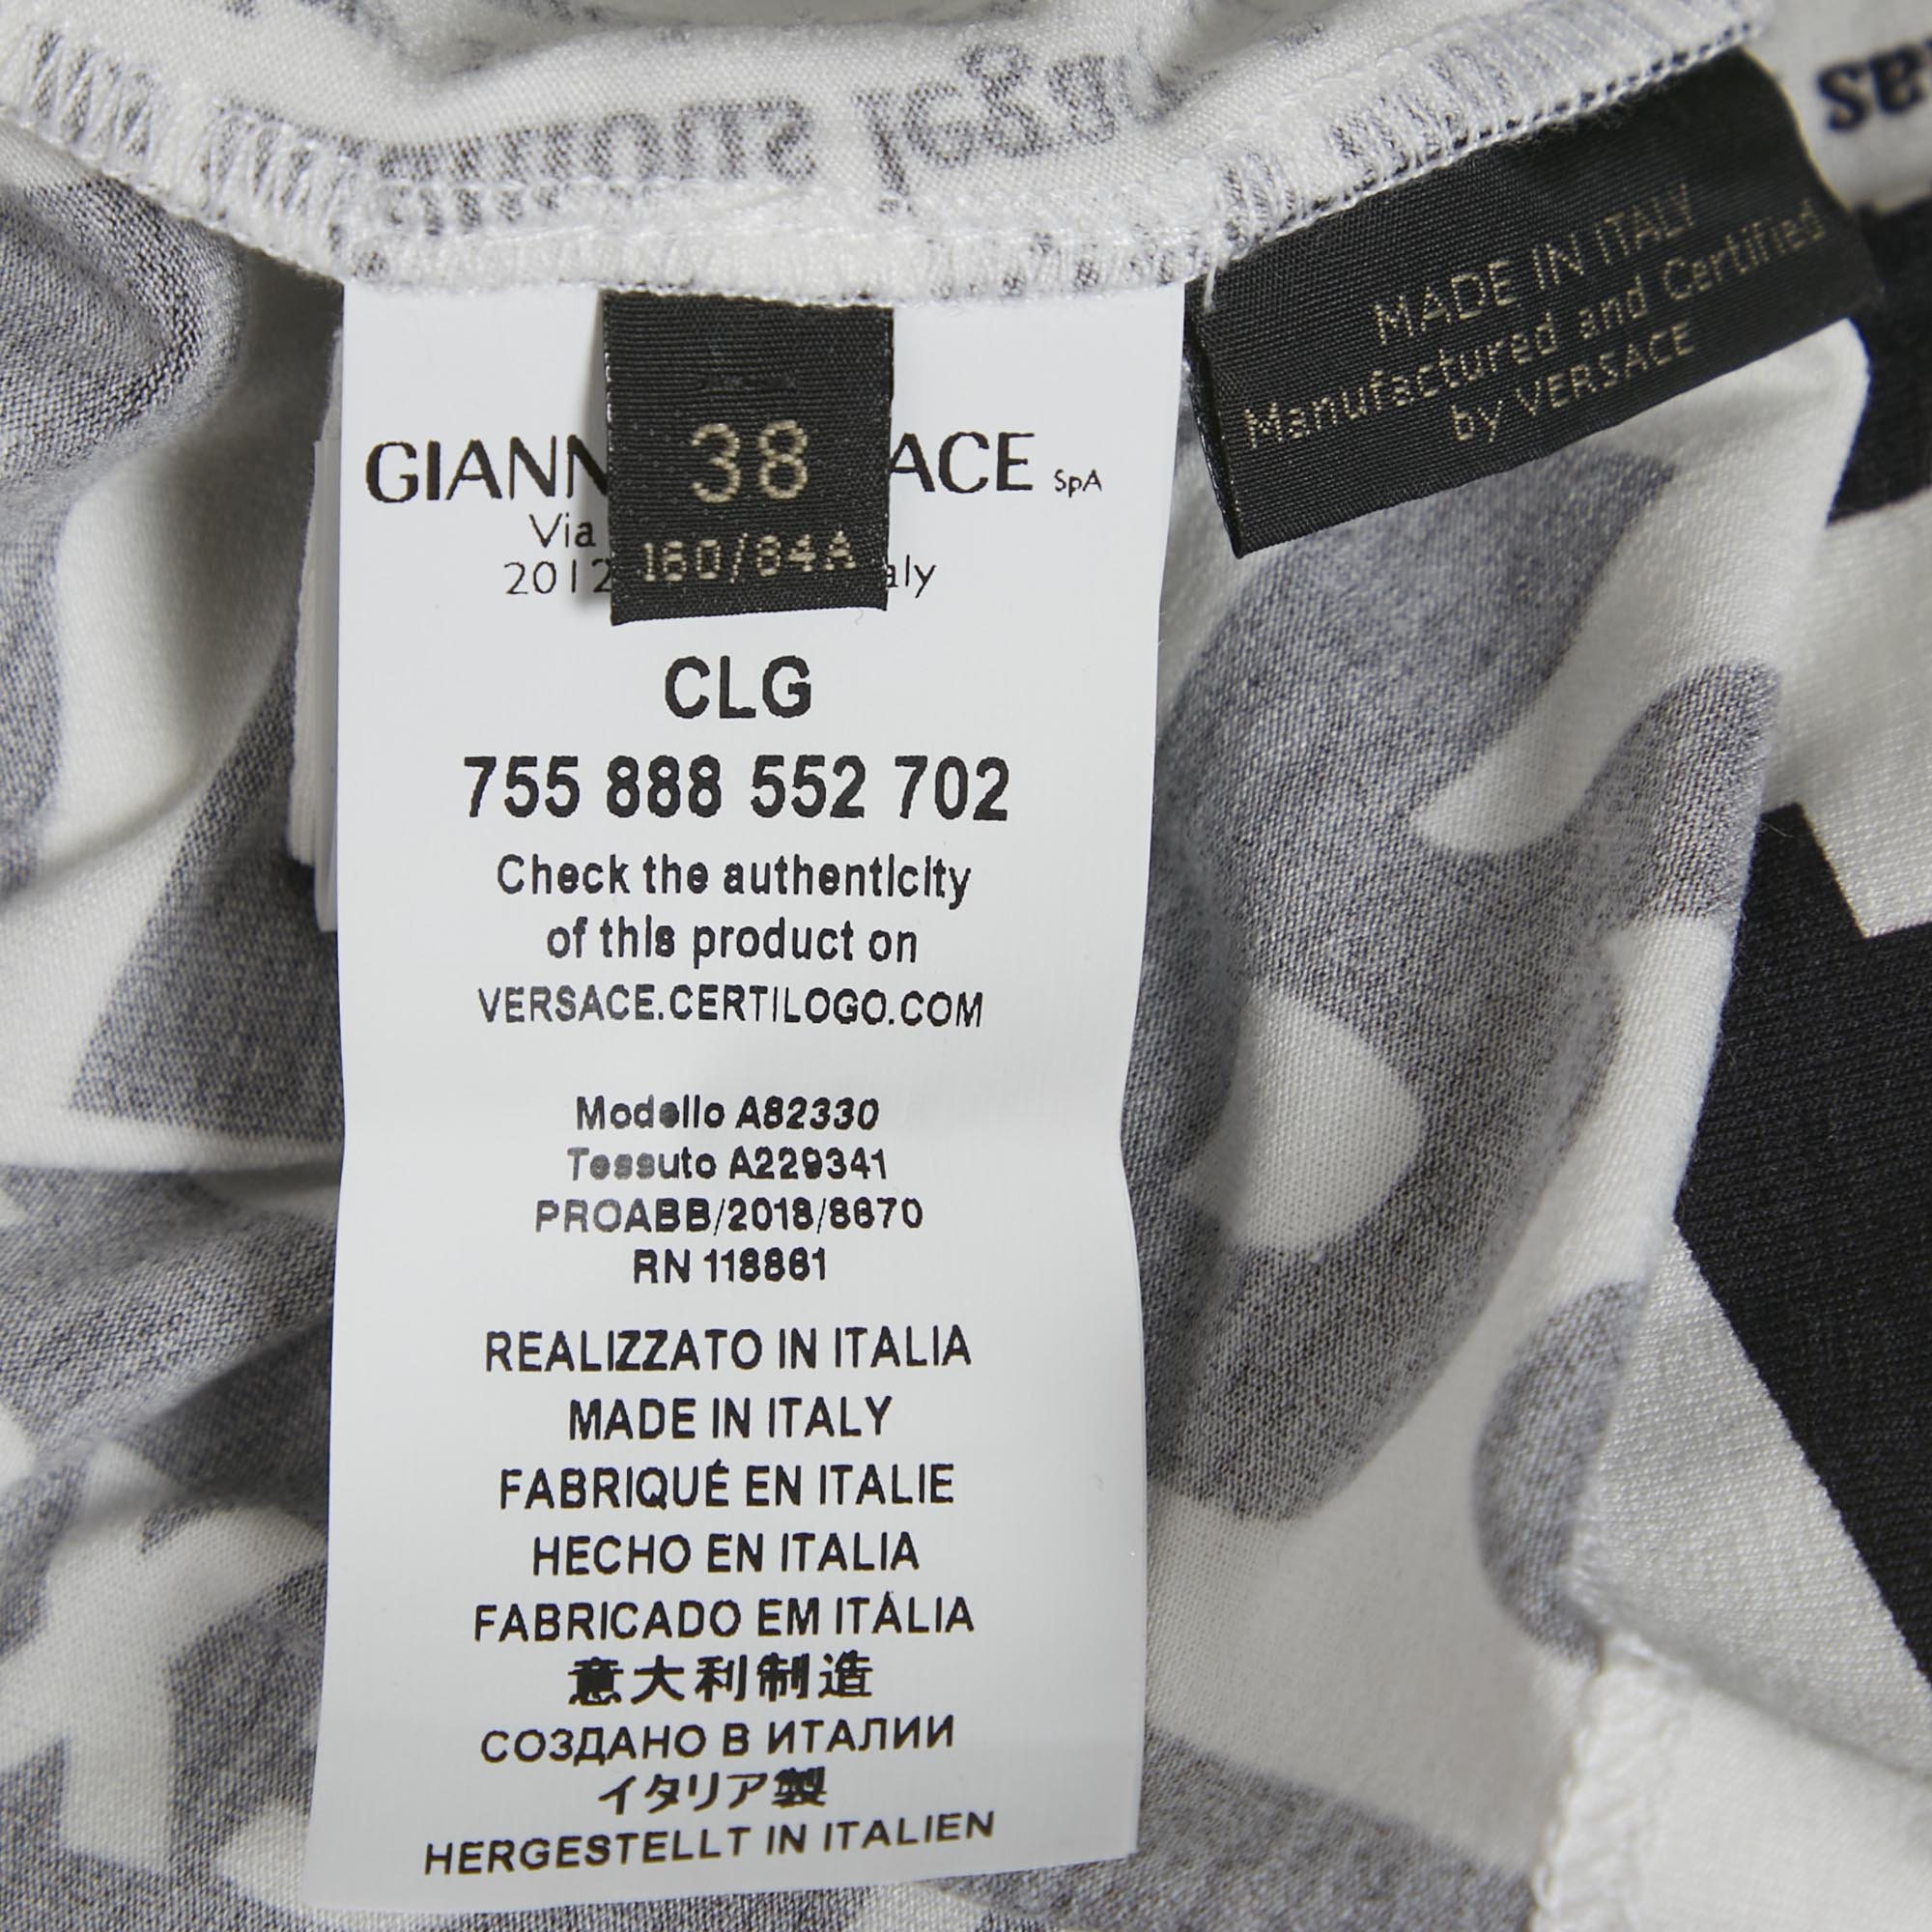 MADE IN ITALY
Manufactured and Certified
by VERSACE
38
160/84A
GIANN ACE SpA
Via
2012 aly
CLG
755 888 552 702
Check the authenticity
of this product on
VERSACE.CERTILOGO.COM
Modello A82330
Tessuto A229341
PROABB/2018/8670
RN 118861
REALIZZATO IN ITALIA
MADE IN ITALY
FABRIQUÉ EN ITALIE
HECHO EN ITALIA
FABRICADO EM ITÁLIA
意大利制造
СОЗДАНО В ИТАЛИИ
イタリア製
HERGESTELLT IN ITALIEN